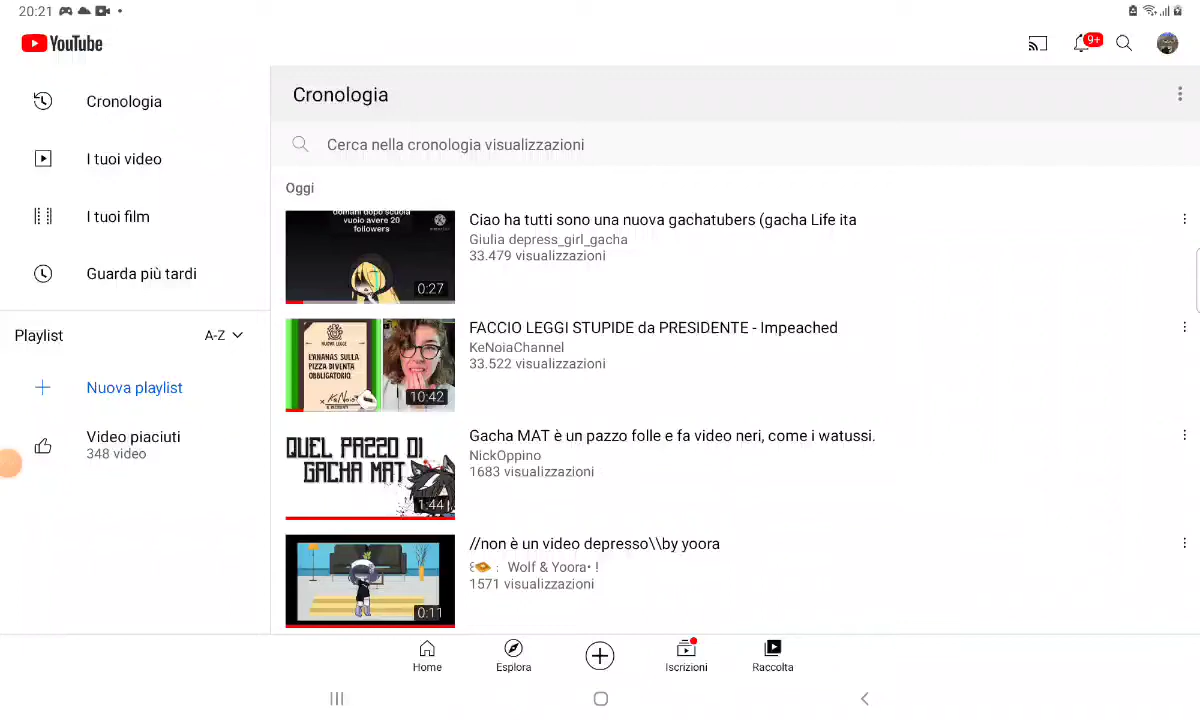 20:21
YouTube
9+
Cronologia
I tuoi video
I tuoi film
Guarda più tardi
Playlist
A-Z
Nuova playlist
Video piaciuti
348 video
Cronologia
Cerca nella cronologia visualizzazioni
Oggi
domani dopo scuola
vuoio avere 20
followers
0:27
Ciao ha tutti sono una nuova gachatubers (gacha Life ita
Giulia depress_girl_gacha
33.479 visualizzazioni
NUOVA LEGGE
L'ANANAS SULLA
PIZZA DIVENTA
OBBLIGATORIO
10:42
FACCIO LEGGI STUPIDE da PRESIDENTE - Impeached
KeNoiaChannel
33.522 visualizzazioni
QUEL PAZZO DI
GACHA MAT
1:44
Gacha MAT è un pazzo folle e fa video neri, come i watussi.
NickOppino
1683 visualizzazioni
0:11
//non è un video depresso\\by yoora
Wolf & Yoora• !
1571 visualizzazioni
Home
Esplora
Iscrizioni
Raccolta